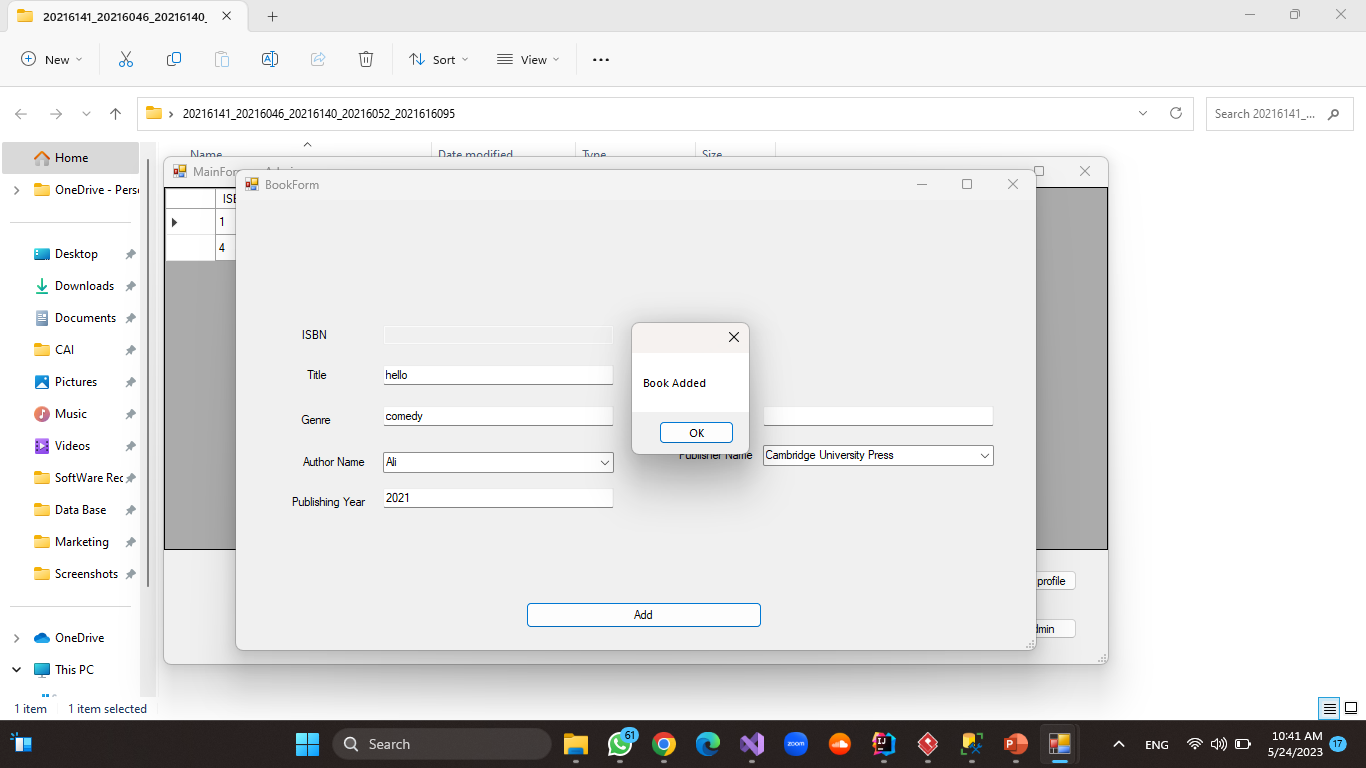 20216141_20216046_20216140_
New
Sort
View
20216141_20216046_20216140_20216052_2021616095
Search 20216141_...
Home
OneDrive - Perso
Desktop
Downloads
Documents
CAI
Pictures
Music
Videos
SoftWare Rec
Data Base
Marketing
Screenshots
OneDrive
This PC
Name
Date modified
Type
Size
MainForm
BookForm
1
4
ISBN
Title
hello
Genre
comedy
Author Name
Ali
Publisher Name
Cambridge University Press
Publishing Year
2021
Book Added
OK
Add
profile
dmin
1 item
1 item selected
Search
61
zoom
ENG
10:41 AM
5/24/2023
17